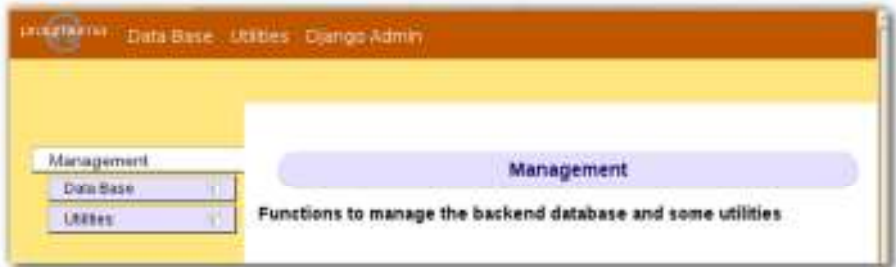 Data Base Utilities Django Admin
Management
Data Base
Utilities
Management
Functions to manage the backend database and some utilities